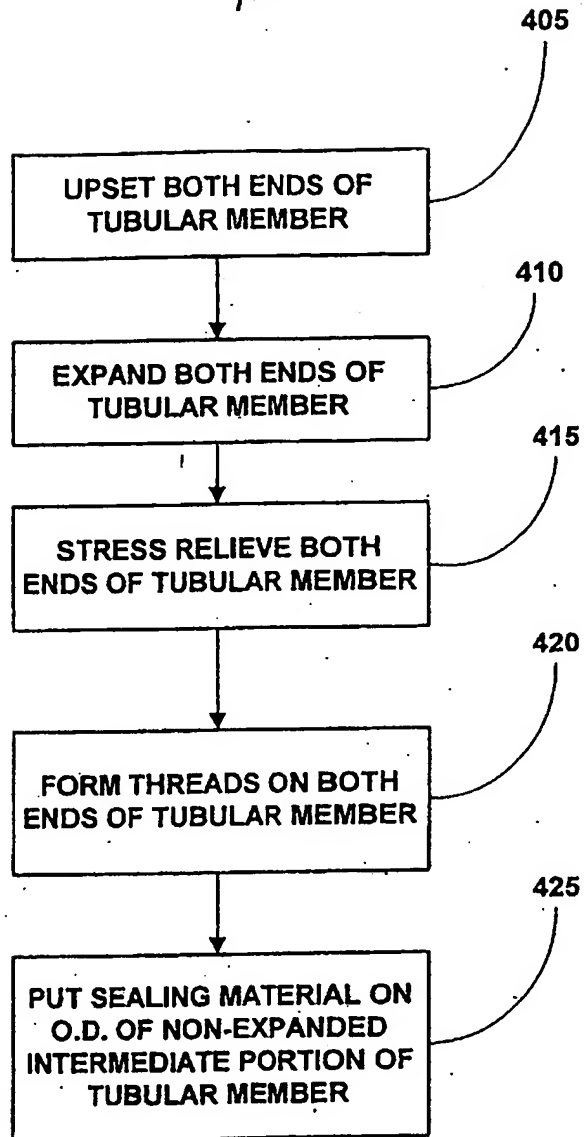 405
UPSET BOTH ENDS OF
TUBULAR MEMBER
410
EXPAND BOTH ENDS OF
TUBULAR MEMBER
415
STRESS RELIEVE BOTH
ENDS OF TUBULAR MEMBER
420
FORM THREADS ON BOTH
ENDS OF TUBULAR MEMBER
425
PUT SEALING MATERIAL ON
O.D. OF NON-EXPANDED
INTERMEDIATE PORTION OF
TUBULAR MEMBER